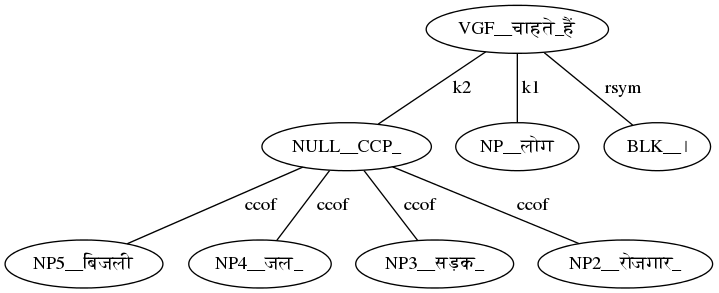 VGF__चाहते_हैं
k2 k1 rsym
NULL__CCP_ NP__लोग BLK__।
ccof ccof ccof ccof
NP5__बिजली NP4__जल_ NP3__सड़क_ NP2__रोजगार_